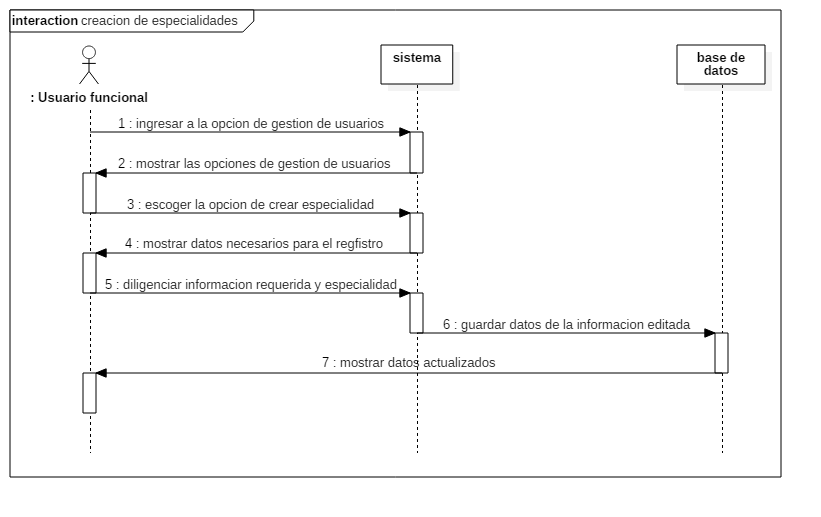 interaction creacion de especialidades
sistema
base de
datos
: Usuario funcional
1 : ingresar a la opcion de gestion de usuarios
2 : mostrar las opciones de gestion de usuarios
3 : escoger la opcion de crear especialidad
4 : mostrar datos necesarios para el regfistro
5 : diligenciar informacion requerida y especialidad
6 : guardar datos de la informacion editada
7 : mostrar datos actualizados